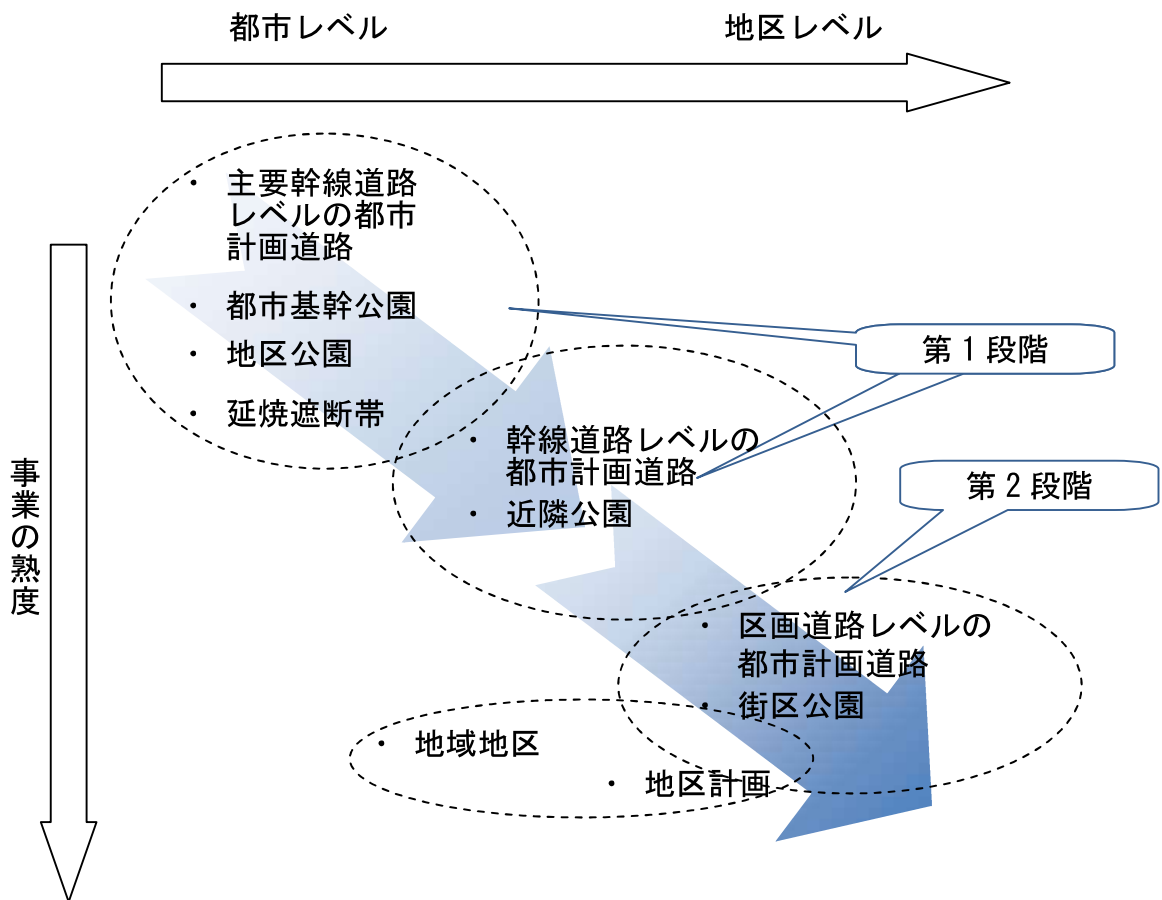 都市レベル
地区レベル
・ 主要幹線道路
レベルの都市
計画道路
・ 都市基幹公園
・ 地区公園
・ 延焼遮断帯
第1段階
・ 幹線道路レベルの
都市計画道路
・ 近隣公園
第2段階
事業の熟度
・ 区画道路レベルの
都市計画道路
・ 街区公園
・ 地域地区
・ 地区計画